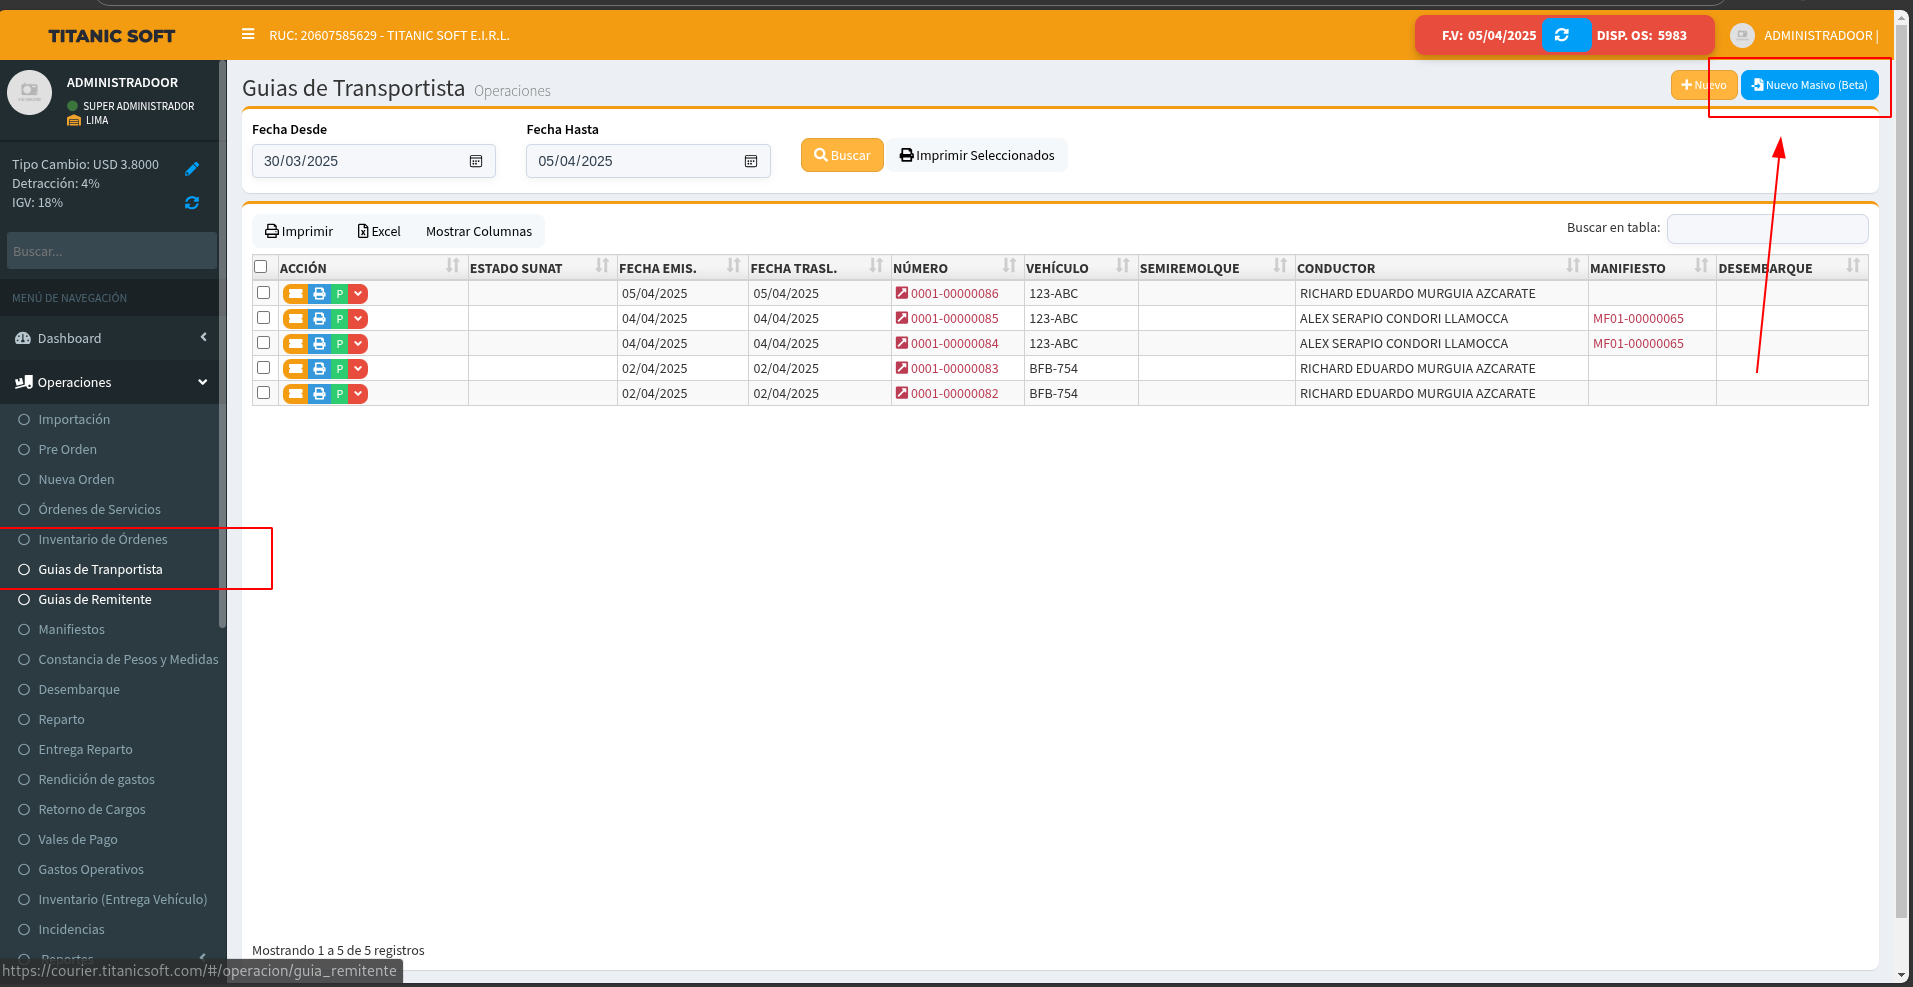 TITANIC SOFT
RUC: 20607585629 - TITANIC SOFT E.I.R.L.
F.V: 05/04/2025
DISP. OS: 5983
ADMINISTRADOOR |
ADMINISTRADOOR
SUPER ADMINISTRADOR
LIMA
Tipo Cambio: USD 3.8000
Detracción: 4%
IGV: 18%
Buscar...
MENÚ DE NAVEGACIÓN
Dashboard
Operaciones
Importación
Pre Orden
Nueva Orden
Órdenes de Servicios
Inventario de Órdenes
Guias de Tranportista
Guias de Remitente
Manifiestos
Constancia de Pesos y Medidas
Desembarque
Reparto
Entrega Reparto
Rendición de gastos
Retorno de Cargos
Vales de Pago
Gastos Operativos
Inventario (Entrega Vehículo)
Incidencias
Reportes
https://courier.titanicsoft.com/#/operacion/guia_remitente
Guias de Transportista Operaciones
Nuevo
Nuevo Masivo (Beta)
Fecha Desde
Fecha Hasta
30/03/2025
05/04/2025
Buscar
Imprimir Seleccionados
Imprimir
Excel
Mostrar Columnas
Buscar en tabla:
ACCIÓN ESTADO SUNAT FECHA EMIS. FECHA TRASL. NÚMERO VEHÍCULO SEMIREMOLQUE CONDUCTOR MANIFIESTO DESEMBARQUE
P 05/04/2025 05/04/2025 0001-00000086 123-ABC RICHARD EDUARDO MURGUIA AZCARATE
P 04/04/2025 04/04/2025 0001-00000085 123-ABC ALEX SERAPIO CONDORI LLAMOCCA MF01-00000065
P 04/04/2025 04/04/2025 0001-00000084 123-ABC ALEX SERAPIO CONDORI LLAMOCCA MF01-00000065
P 02/04/2025 02/04/2025 0001-00000083 BFB-754 RICHARD EDUARDO MURGUIA AZCARATE
P 02/04/2025 02/04/2025 0001-00000082 BFB-754 RICHARD EDUARDO MURGUIA AZCARATE
Mostrando 1 a 5 de 5 registros